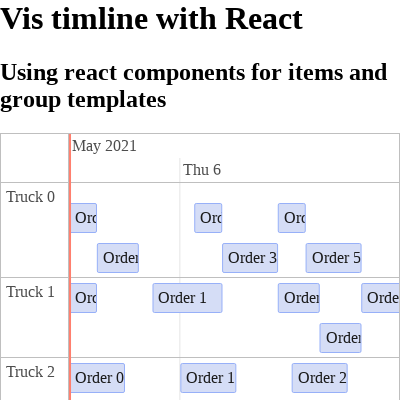 Vis timline with React
Using react components for items and
group templates
May 2021
Thu 6
Truck 0
Ord Ord Ord
Order Order 3 Order 5
Truck 1
Ord Order 1 Order Orde
Order
Truck 2
Order 0 Order 1 Order 2